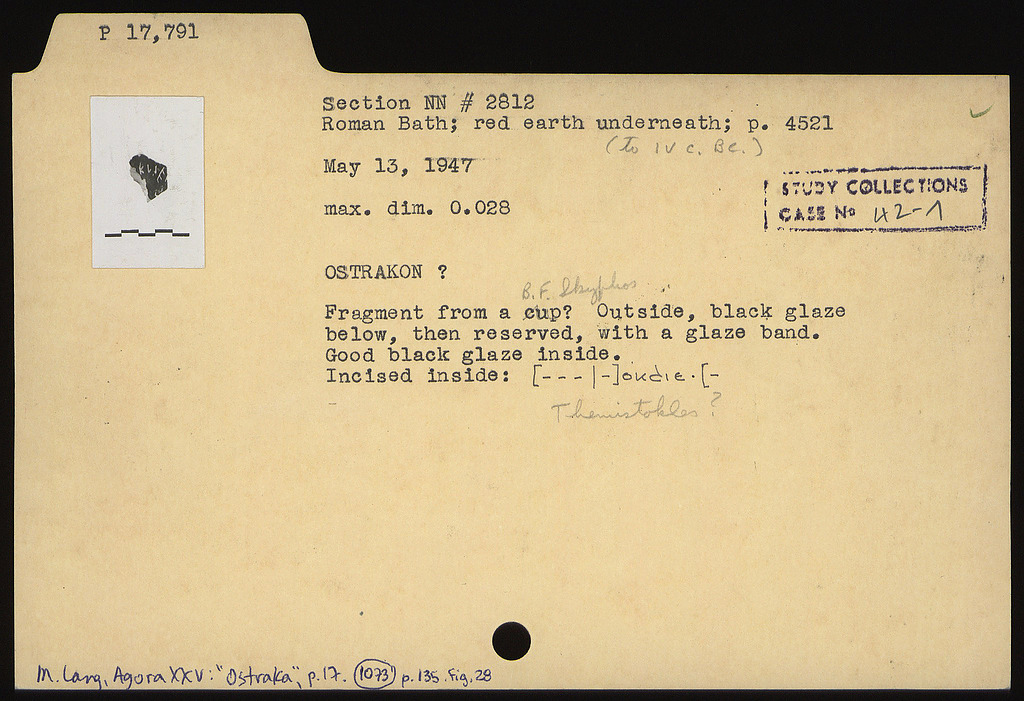 P 17,791
Section NN # 2812
Roman Bath; red earth underneath; p. 4521
(to IV c. BC.)
May 13, 1947
STUDY COLLECTIONS
CASE No 42-1
max. dim. 0.028
OSTRAKON ?
B.F. Skyphos
Fragment from a cup? Outside, black glaze
below, then reserved, with a glaze band.
Good black glaze inside.
Incised inside: [---|-]
Themistokles?
M. Lang, Agora XXV: "Ostraka", p.17. 1073 p.135. Fig. 28